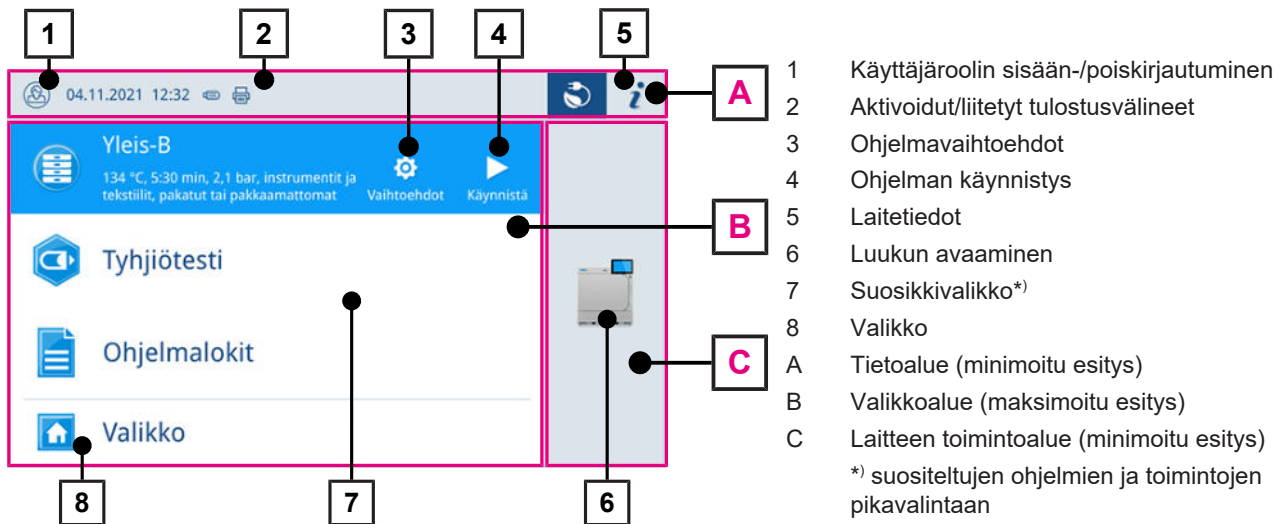 1 2 3 4 5
04.11.2021 12:32
i
A
Yleis-B
134 °C, 5:30 min, 2,1 bar, instrumentit ja
tekstiilit, pakatut tai pakkaamattomat
Vaihtoehdot
Käynnistä
B
Tyhjiötesti
Ohjelmalokit
C
Valikko
8 7 6
1 Käyttäjäroolin sisään-/poiskirjautuminen
2 Aktivoidut/liitetyt tulostusvälineet
3 Ohjelmavaihtoehdot
4 Ohjelman käynnistys
5 Laitetiedot
6 Luukun avaaminen
7 Suosikkivalikko*)
8 Valikko
A Tietoalue (minimoitu esitys)
B Valikkoalue (maksimoitu esitys)
C Laitteen toimintoalue (minimoitu esitys)
*) suositeltujen ohjelmien ja toimintojen
pikavalintaan